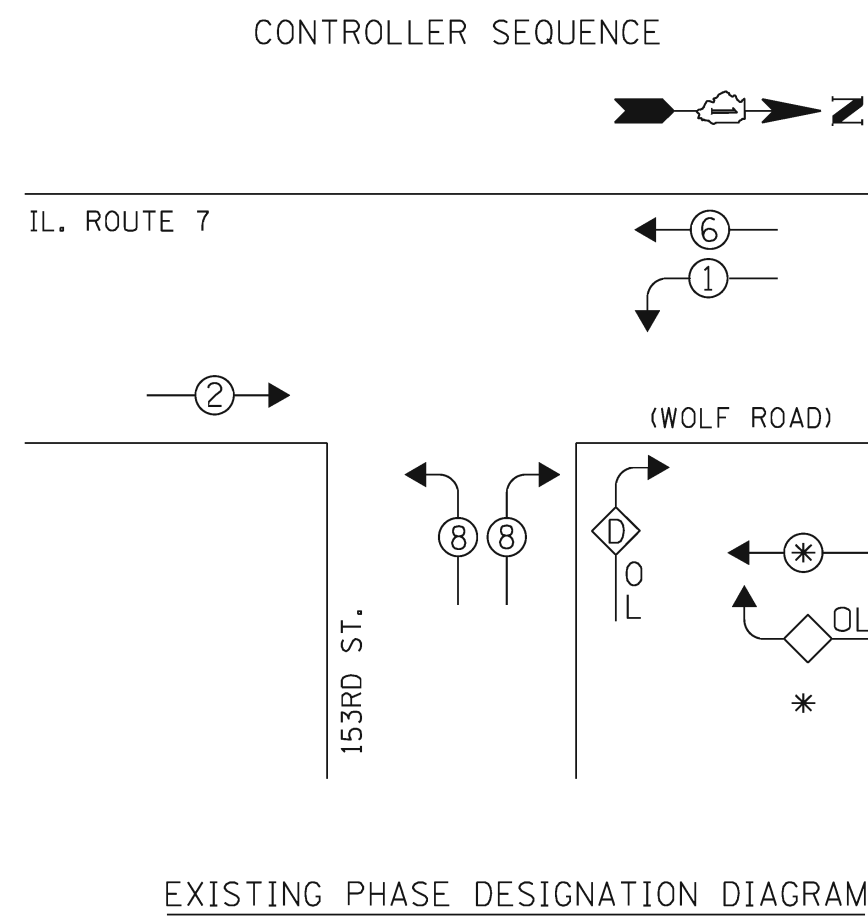 CONTROLLER SEQUENCE
N
IL. ROUTE 7
6
1
2
(WOLF ROAD)
8 8
D
OL
*
OL
*
153RD ST.
EXISTING PHASE DESIGNATION DIAGRAM